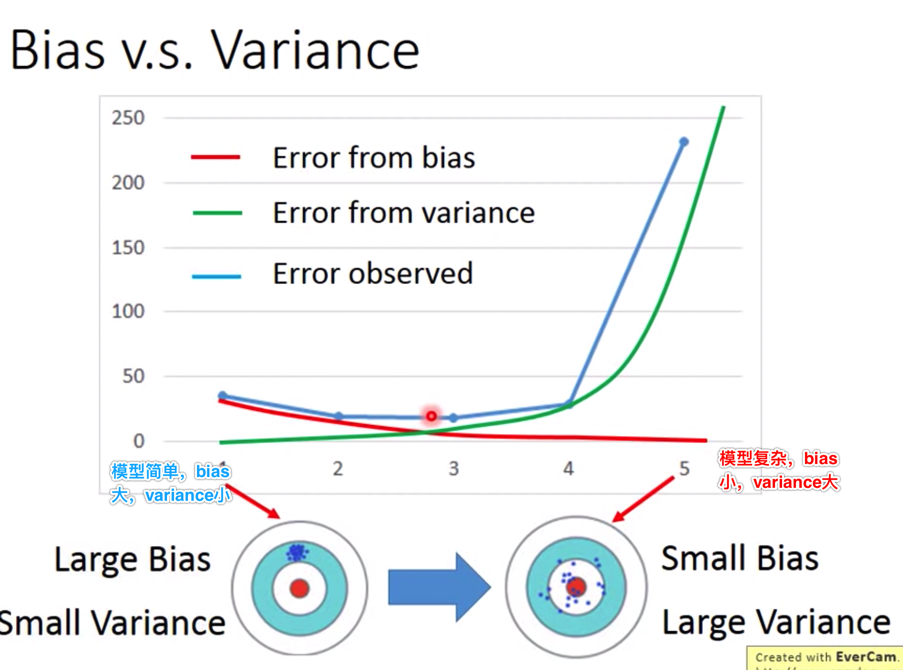 Bias v.s. Variance
250
Error from bias
200
Error from variance
150
Error observed
100
50
0
2
3
4
5
模型简单，bias
大，variance小
模型复杂，bias
小，variance大
Large Bias
Small Variance
Small Bias
Large Variance
Created with EverCam.